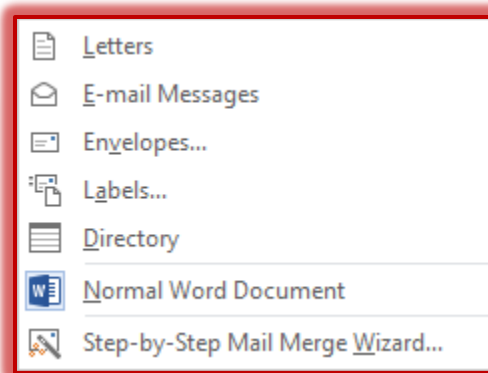 Letters
E-mail Messages
Envelopes...
Labels...
Directory
Normal Word Document
Step-by-Step Mail Merge Wizard...